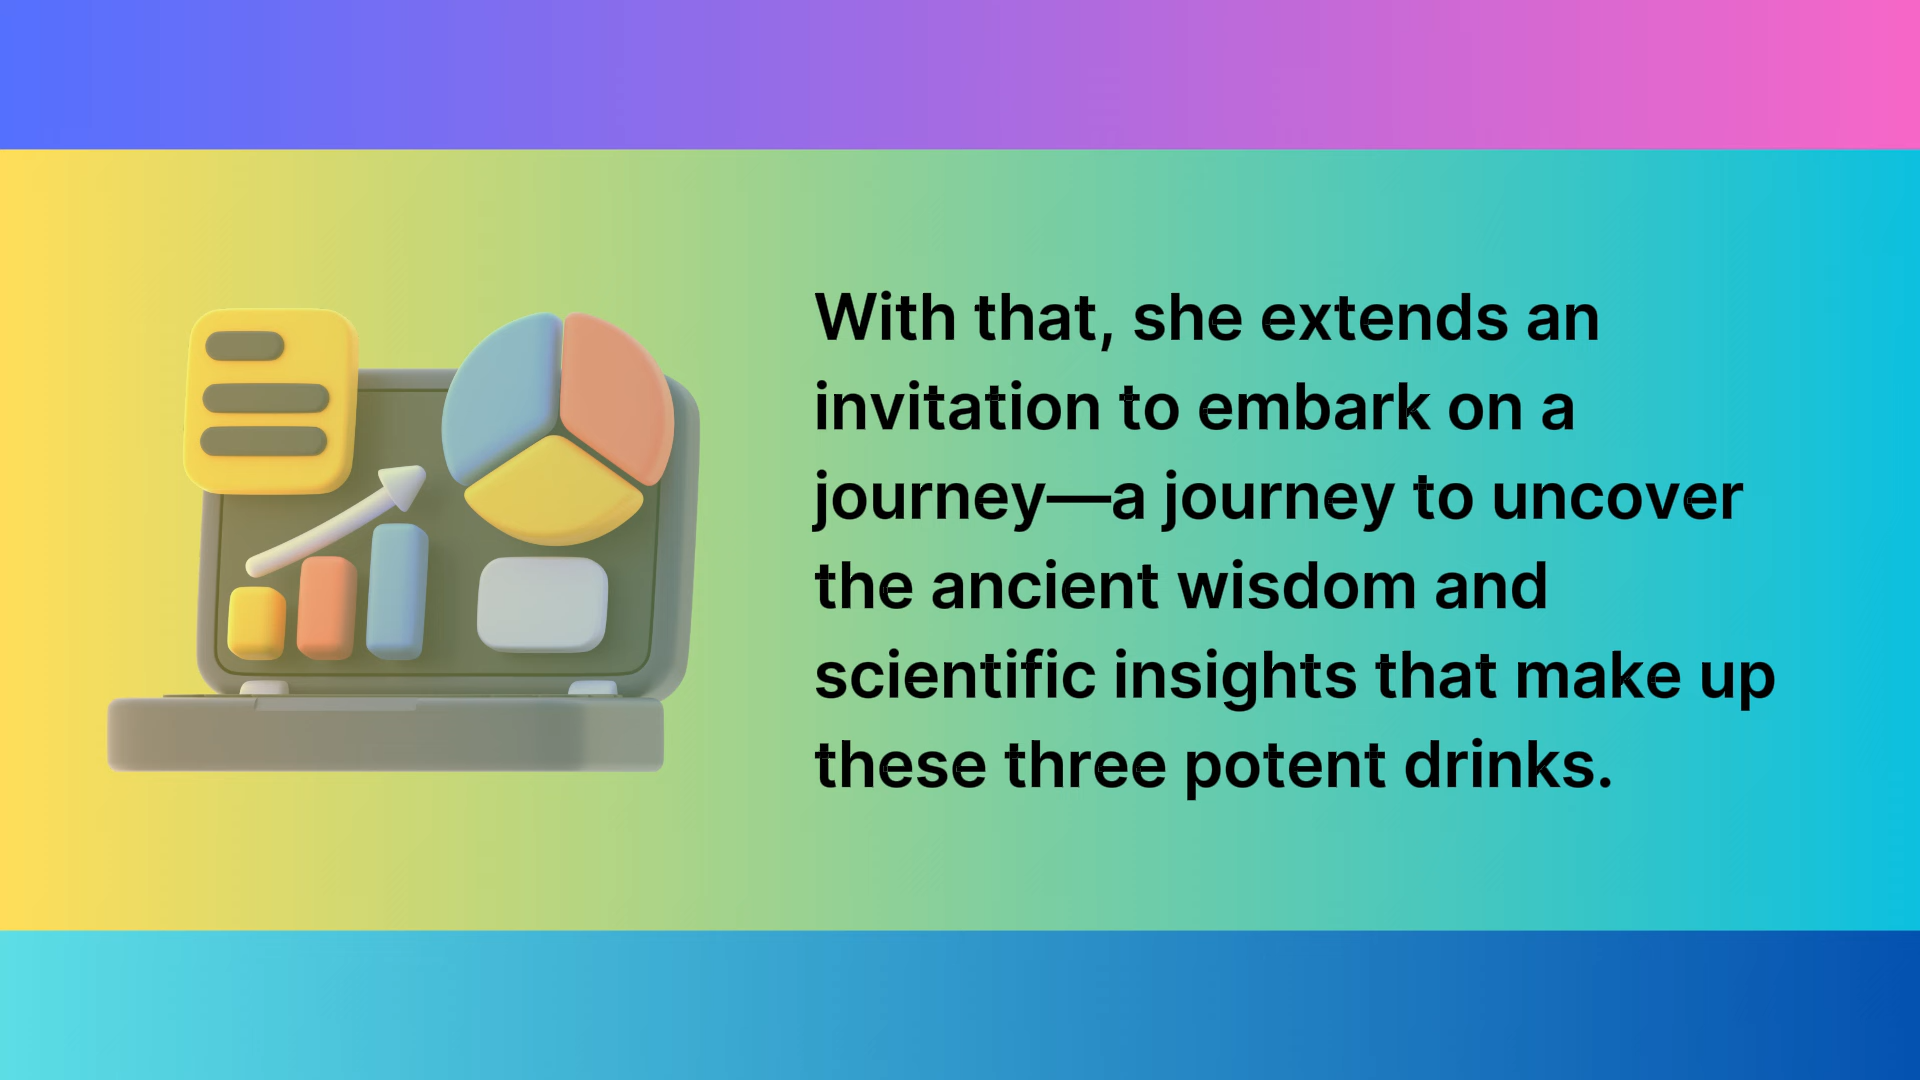 With that, she extends an
invitation to embark on a
journey—a journey to uncover
the ancient wisdom and
scientific insights that make up
these three potent drinks.